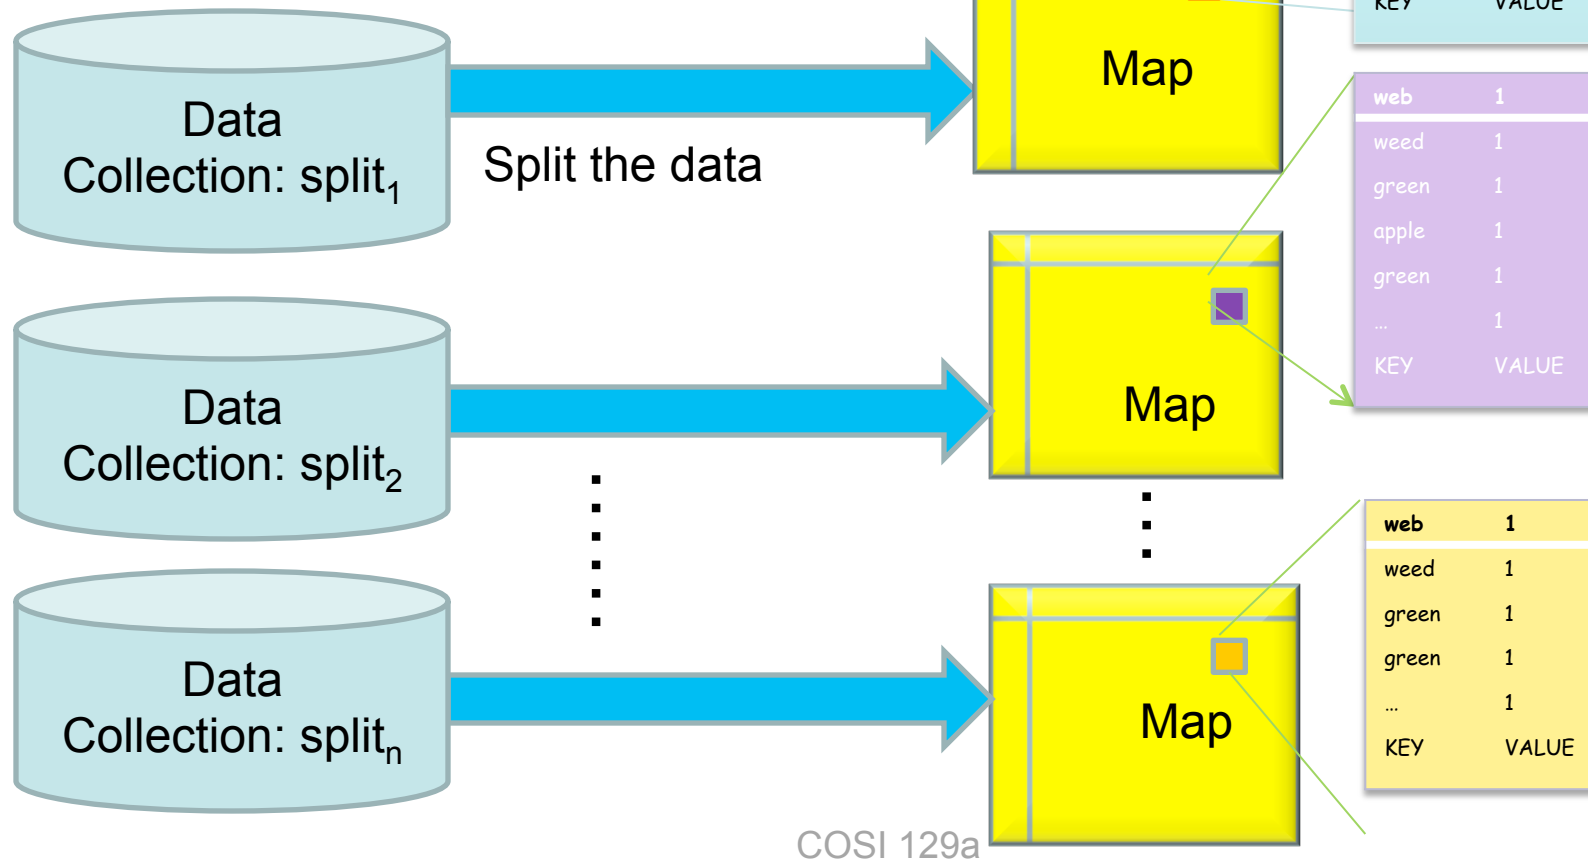 KEY VALUE
Map
Data
Collection: split₁
Split the data
web 1
weed 1
green 1
apple 1
green 1
… 1
KEY VALUE
Data
Collection: split₂
Map
web 1
weed 1
green 1
green 1
… 1
KEY VALUE
Data
Collection: splitₙ
Map
COSI 129a